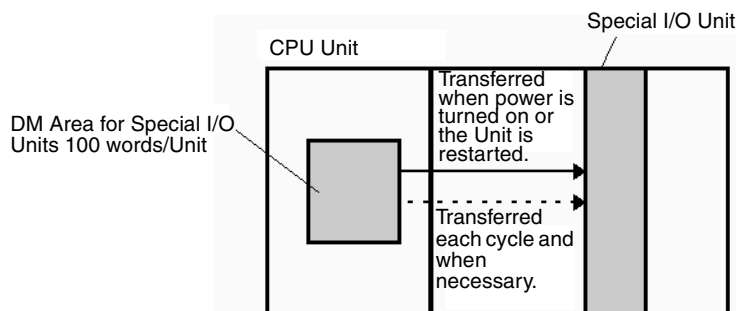 Special I/O Unit
CPU Unit
Transferred
when power is
turned on or
the Unit is
restarted.
DM Area for Special I/O
Units 100 words/Unit
Transferred
each cycle and
when
necessary.